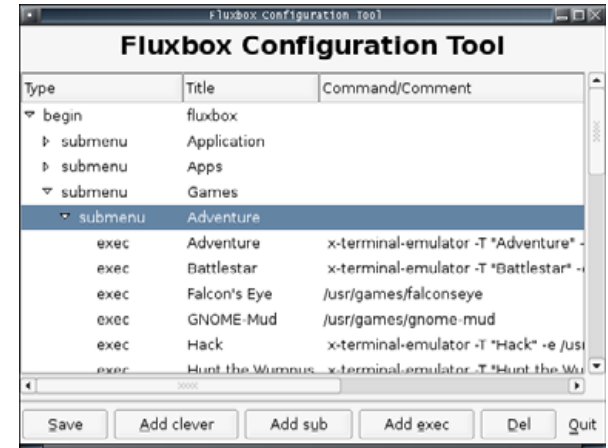 Fluxbox Configuration Tool
Fluxbox Configuration Tool
Type Title Command/Comment
begin fluxbox
submenu Application
submenu Apps
submenu Games
submenu Adventure
exec Adventure x-terminal-emulator -T "Adventure" -
exec Battlestar x-terminal-emulator -T "Battlestar" -
exec Falcon's Eye /usr/games/falconseye
exec GNOME-Mud /usr/games/gnome-mud
exec Hack x-terminal-emulator -T "Hack" -e /usr
exec Hunt the Wumpus x-terminal-emulator -T "Hunt the Wu
Save Add clever Add sub Add exec Del Quit